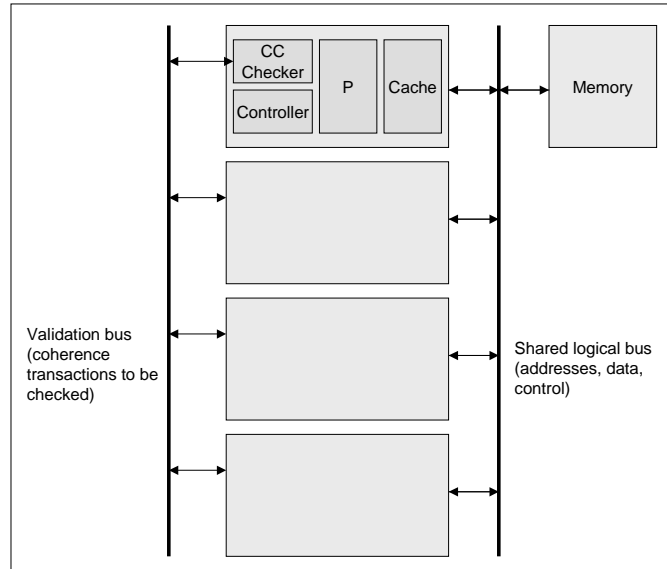 CC
Checker
Controller
P
Cache
Memory
Validation bus
(coherence
transactions to be
checked)
Shared logical bus
(addresses, data,
control)